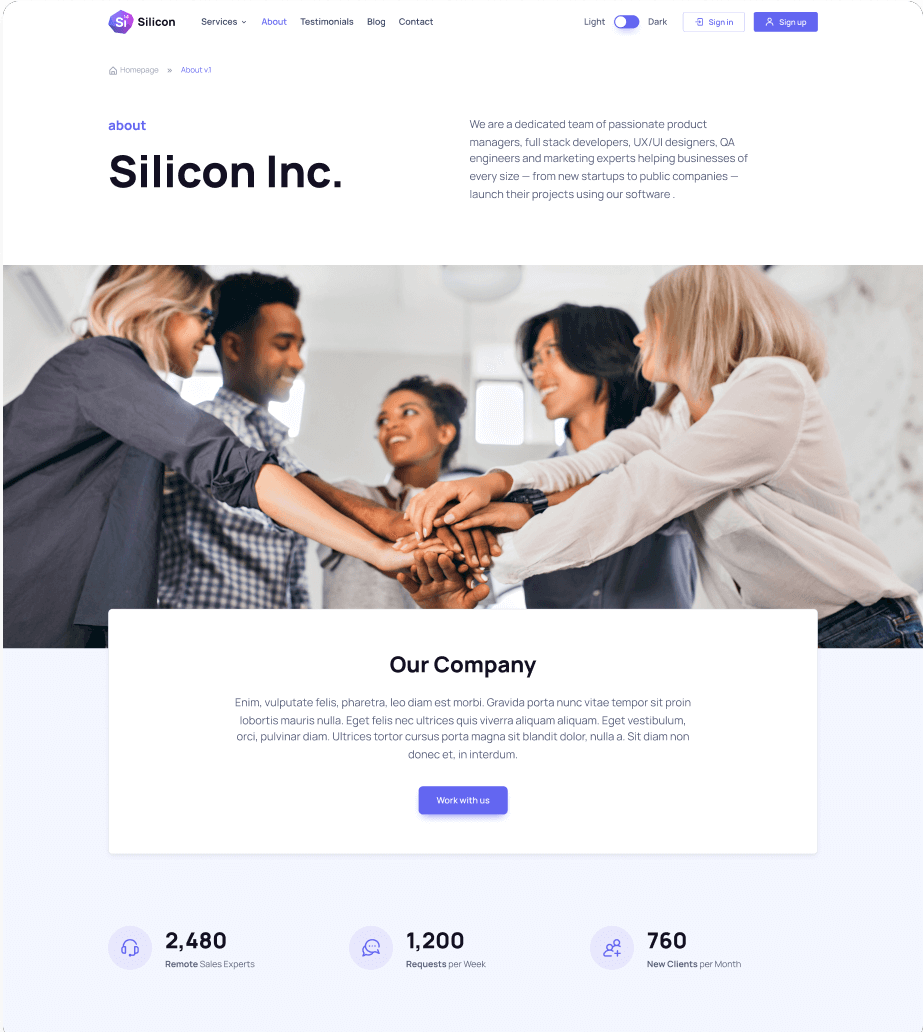 Si Silicon Services About Testimonials Blog Contact Light Dark Sign in Sign up
Homepage » About v.1
about
Silicon Inc.
We are a dedicated team of passionate product
managers, full stack developers, UX/UI designers, QA
engineers and marketing experts helping businesses of
every size — from new startups to public companies —
launch their projects using our software .
Our Company
Enim, vulputate felis, pharetra, leo diam est morbi. Gravida porta nunc vitae tempor sit proin
lobortis mauris nulla. Eget felis nec ultrices quis viverra aliquam aliquam. Eget vestibulum,
orci, pulvinar diam. Ultrices tortor cursus porta magna sit blandit dolor, nulla a. Sit diam non
donec et, in interdum.
Work with us
2,480
Remote Sales Experts
1,200
Requests per Week
760
New Clients per Month